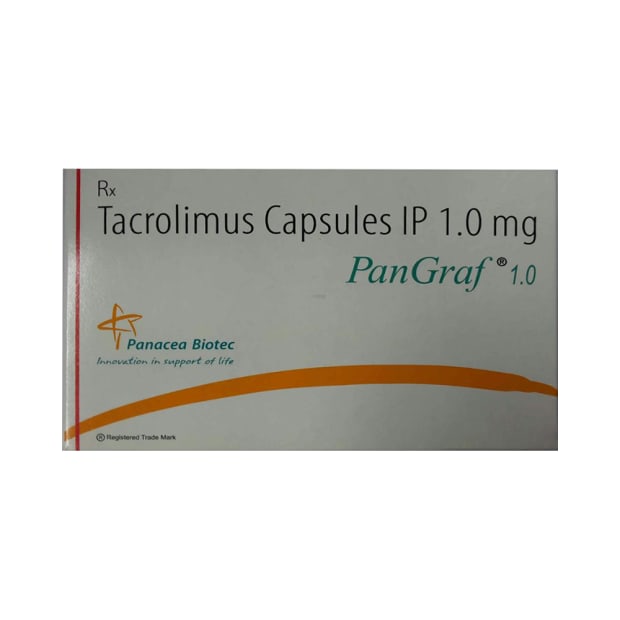 Rx
Tacrolimus Capsules IP 1.0 mg
PanGraf ® 1.0
Panacea Biotec
Innovation in support of life
® Registered Trade Mark